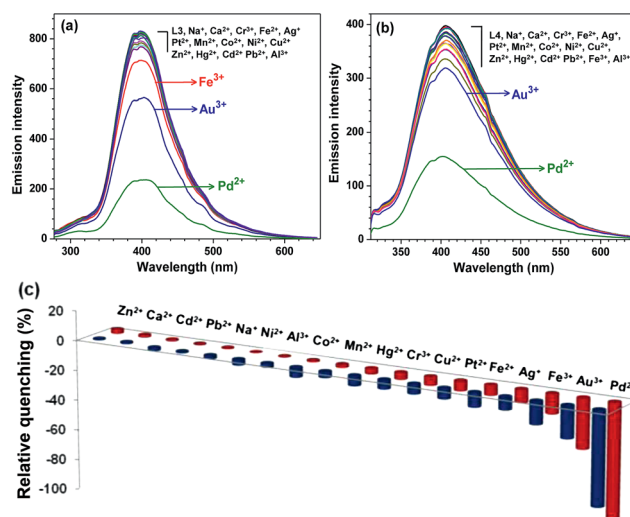 (a)
L3, Na⁺, Ca²⁺, Cr³⁺, Fe²⁺, Ag⁺
Pt²⁺, Mn²⁺, Co²⁺, Ni²⁺, Cu²⁺
Zn²⁺, Hg²⁺, Cd²⁺ Pb²⁺, Al³⁺
Fe³⁺
Au³⁺
Pd²⁺
Emission intensity
800
600
400
200
0
300 400 500 600
Wavelength (nm)
(b)
L4, Na⁺, Ca²⁺, Cr³⁺, Fe²⁺, Ag⁺,
Pt²⁺, Mn²⁺, Co²⁺, Ni²⁺, Cu²⁺,
Zn²⁺, Hg²⁺, Cd²⁺ Pb²⁺, Fe³⁺, Al³⁺
Au³⁺
Pd²⁺
Emission intensity
400
300
200
100
0
350 400 450 500 550 600
Wavelength (nm)
(c)
Relative quenching (%)
20
0
-20
-40
-60
-80
-100
Zn²⁺ Ca²⁺ Cd²⁺ Pb²⁺ Na⁺ Ni²⁺ Al³⁺ Co²⁺ Mn²⁺ Hg²⁺ Cr³⁺ Cu²⁺ Pt²⁺ Fe²⁺ Ag⁺ Fe³⁺ Au³⁺ Pd²⁺